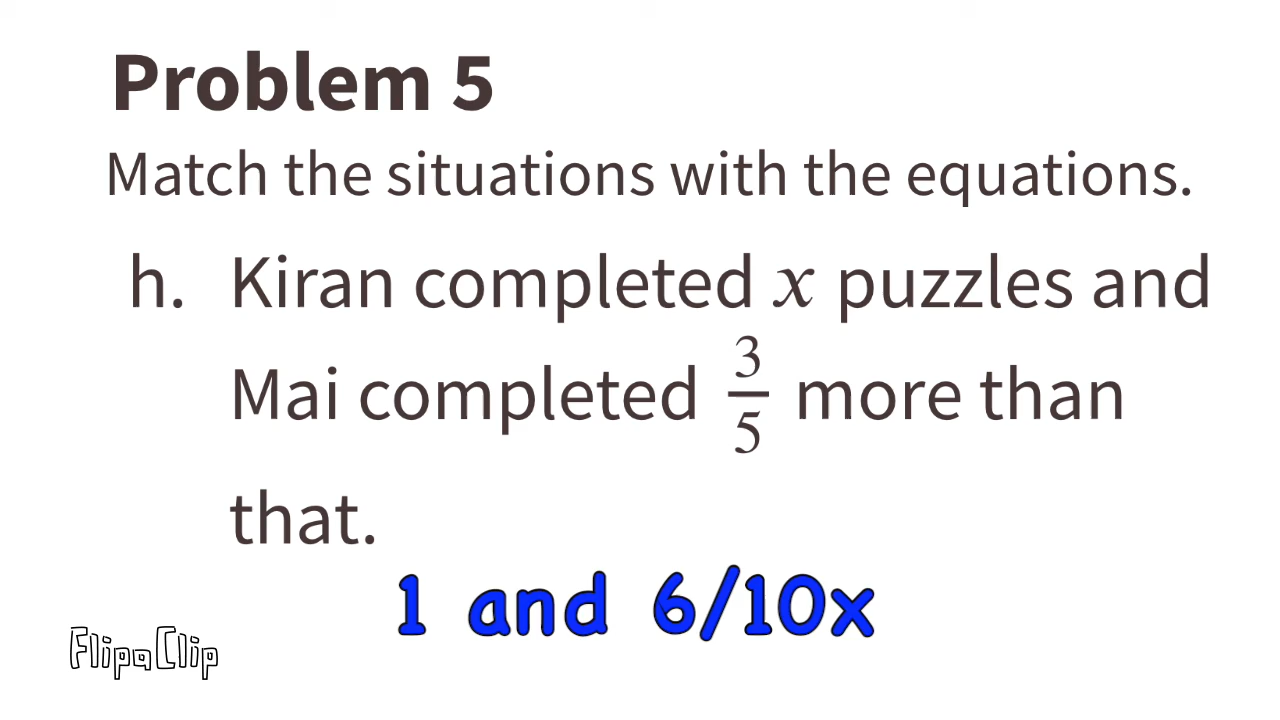 Problem 5
Match the situations with the equations.
h. Kiran completed x puzzles and
Mai completed 3/5 more than
that.
1 and 6/10x
FlipaClip